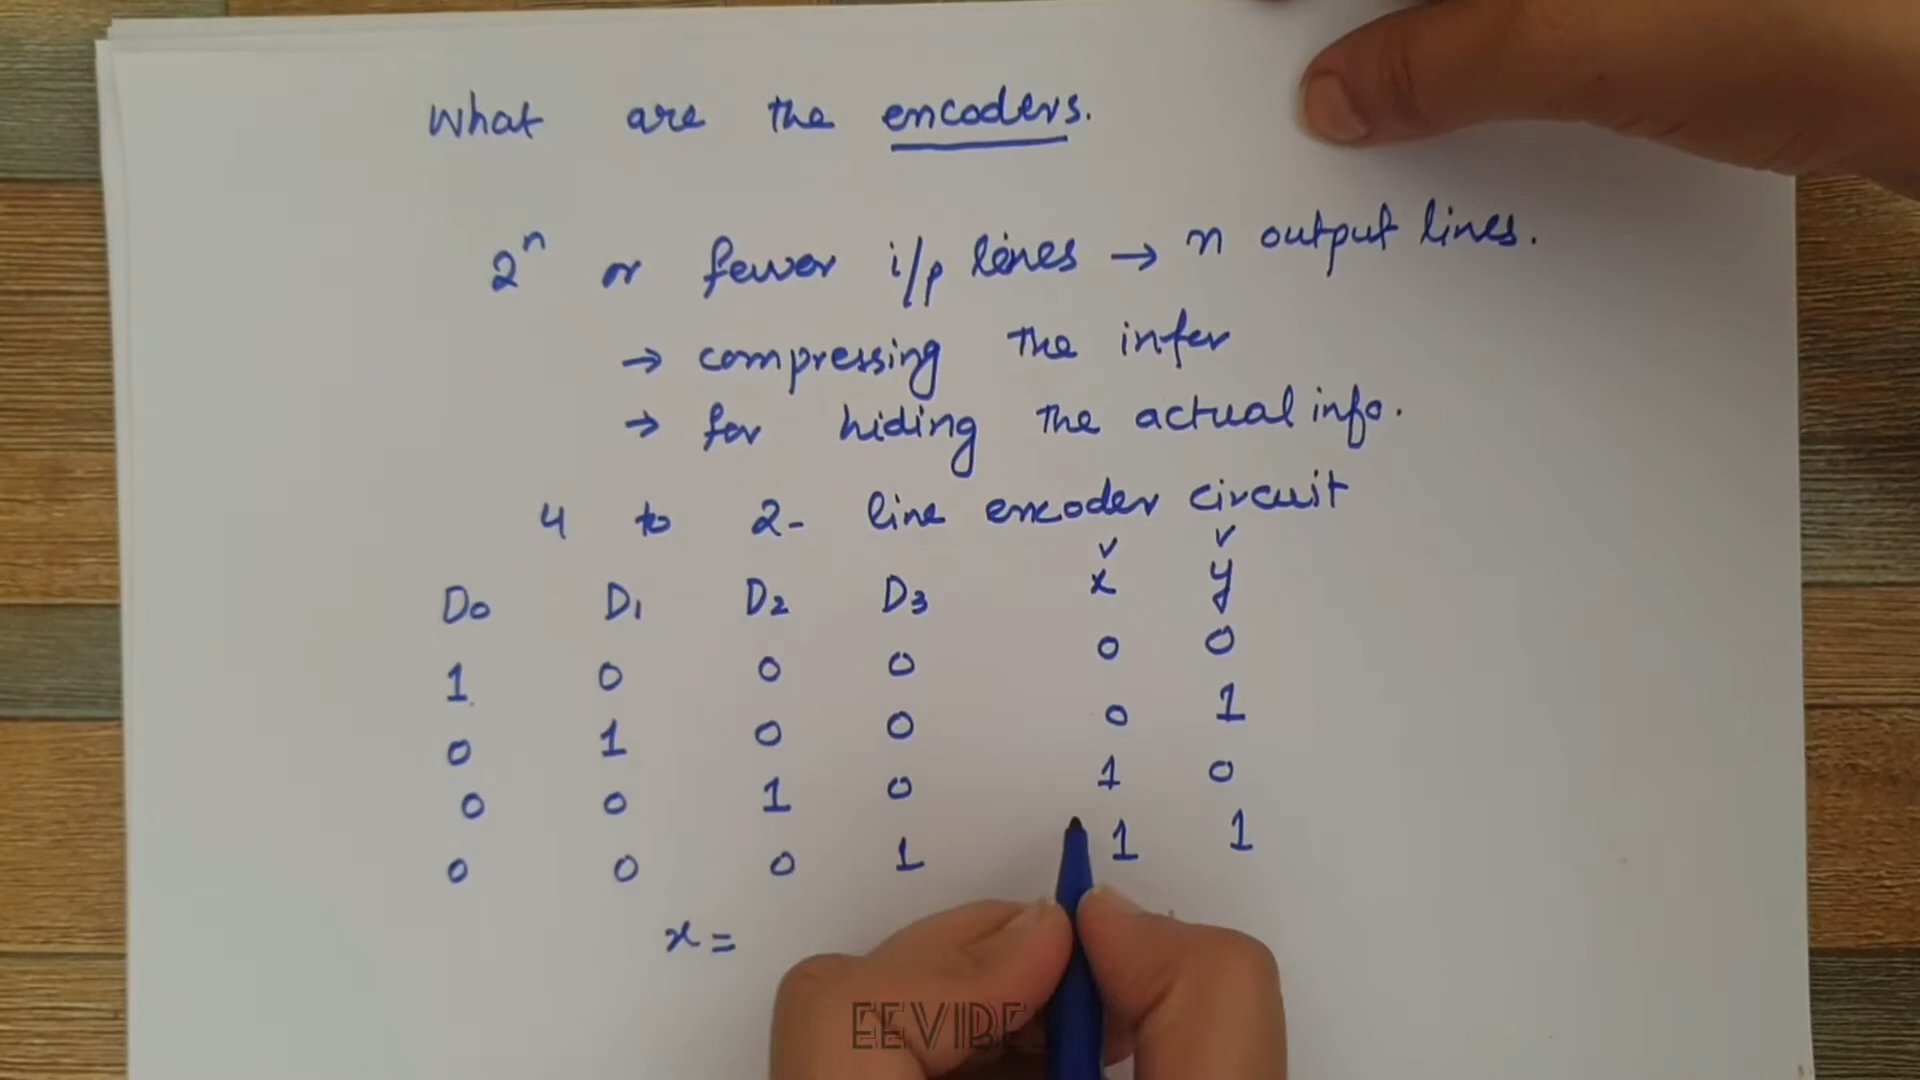 What are the encoders.
2ⁿ or fewer i/p lines → n output lines.
→ compressing the infor
→ for hiding the actual info.
4 to 2- line encoder circuit
D0 D1 D2 D3 x y
1 0 0 0 0 0
0 1 0 0 0 1
0 0 1 0 1 0
0 0 0 1 1 1
x =
EEVIBES